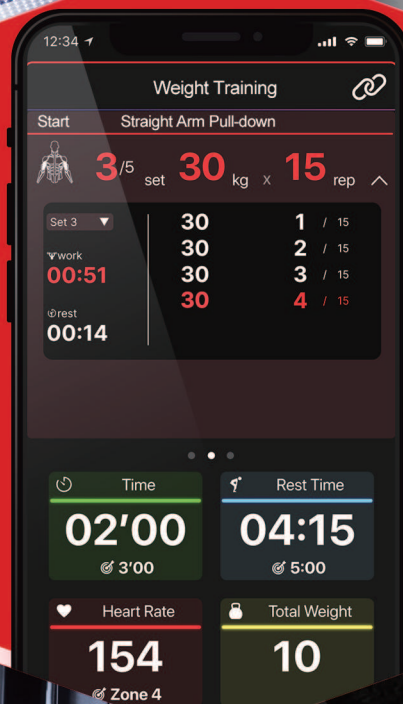 12:34
Weight Training
Start Straight Arm Pull-down
3/5 set 30 kg x 15 rep
Set 3 ▼
30 1 / 15
30 2 / 15
work
00:51
30 3 / 15
30 4 / 15
rest
00:14
Time
02'00
3'00
Rest Time
04:15
5:00
Heart Rate
154
Zone 4
Total Weight
10